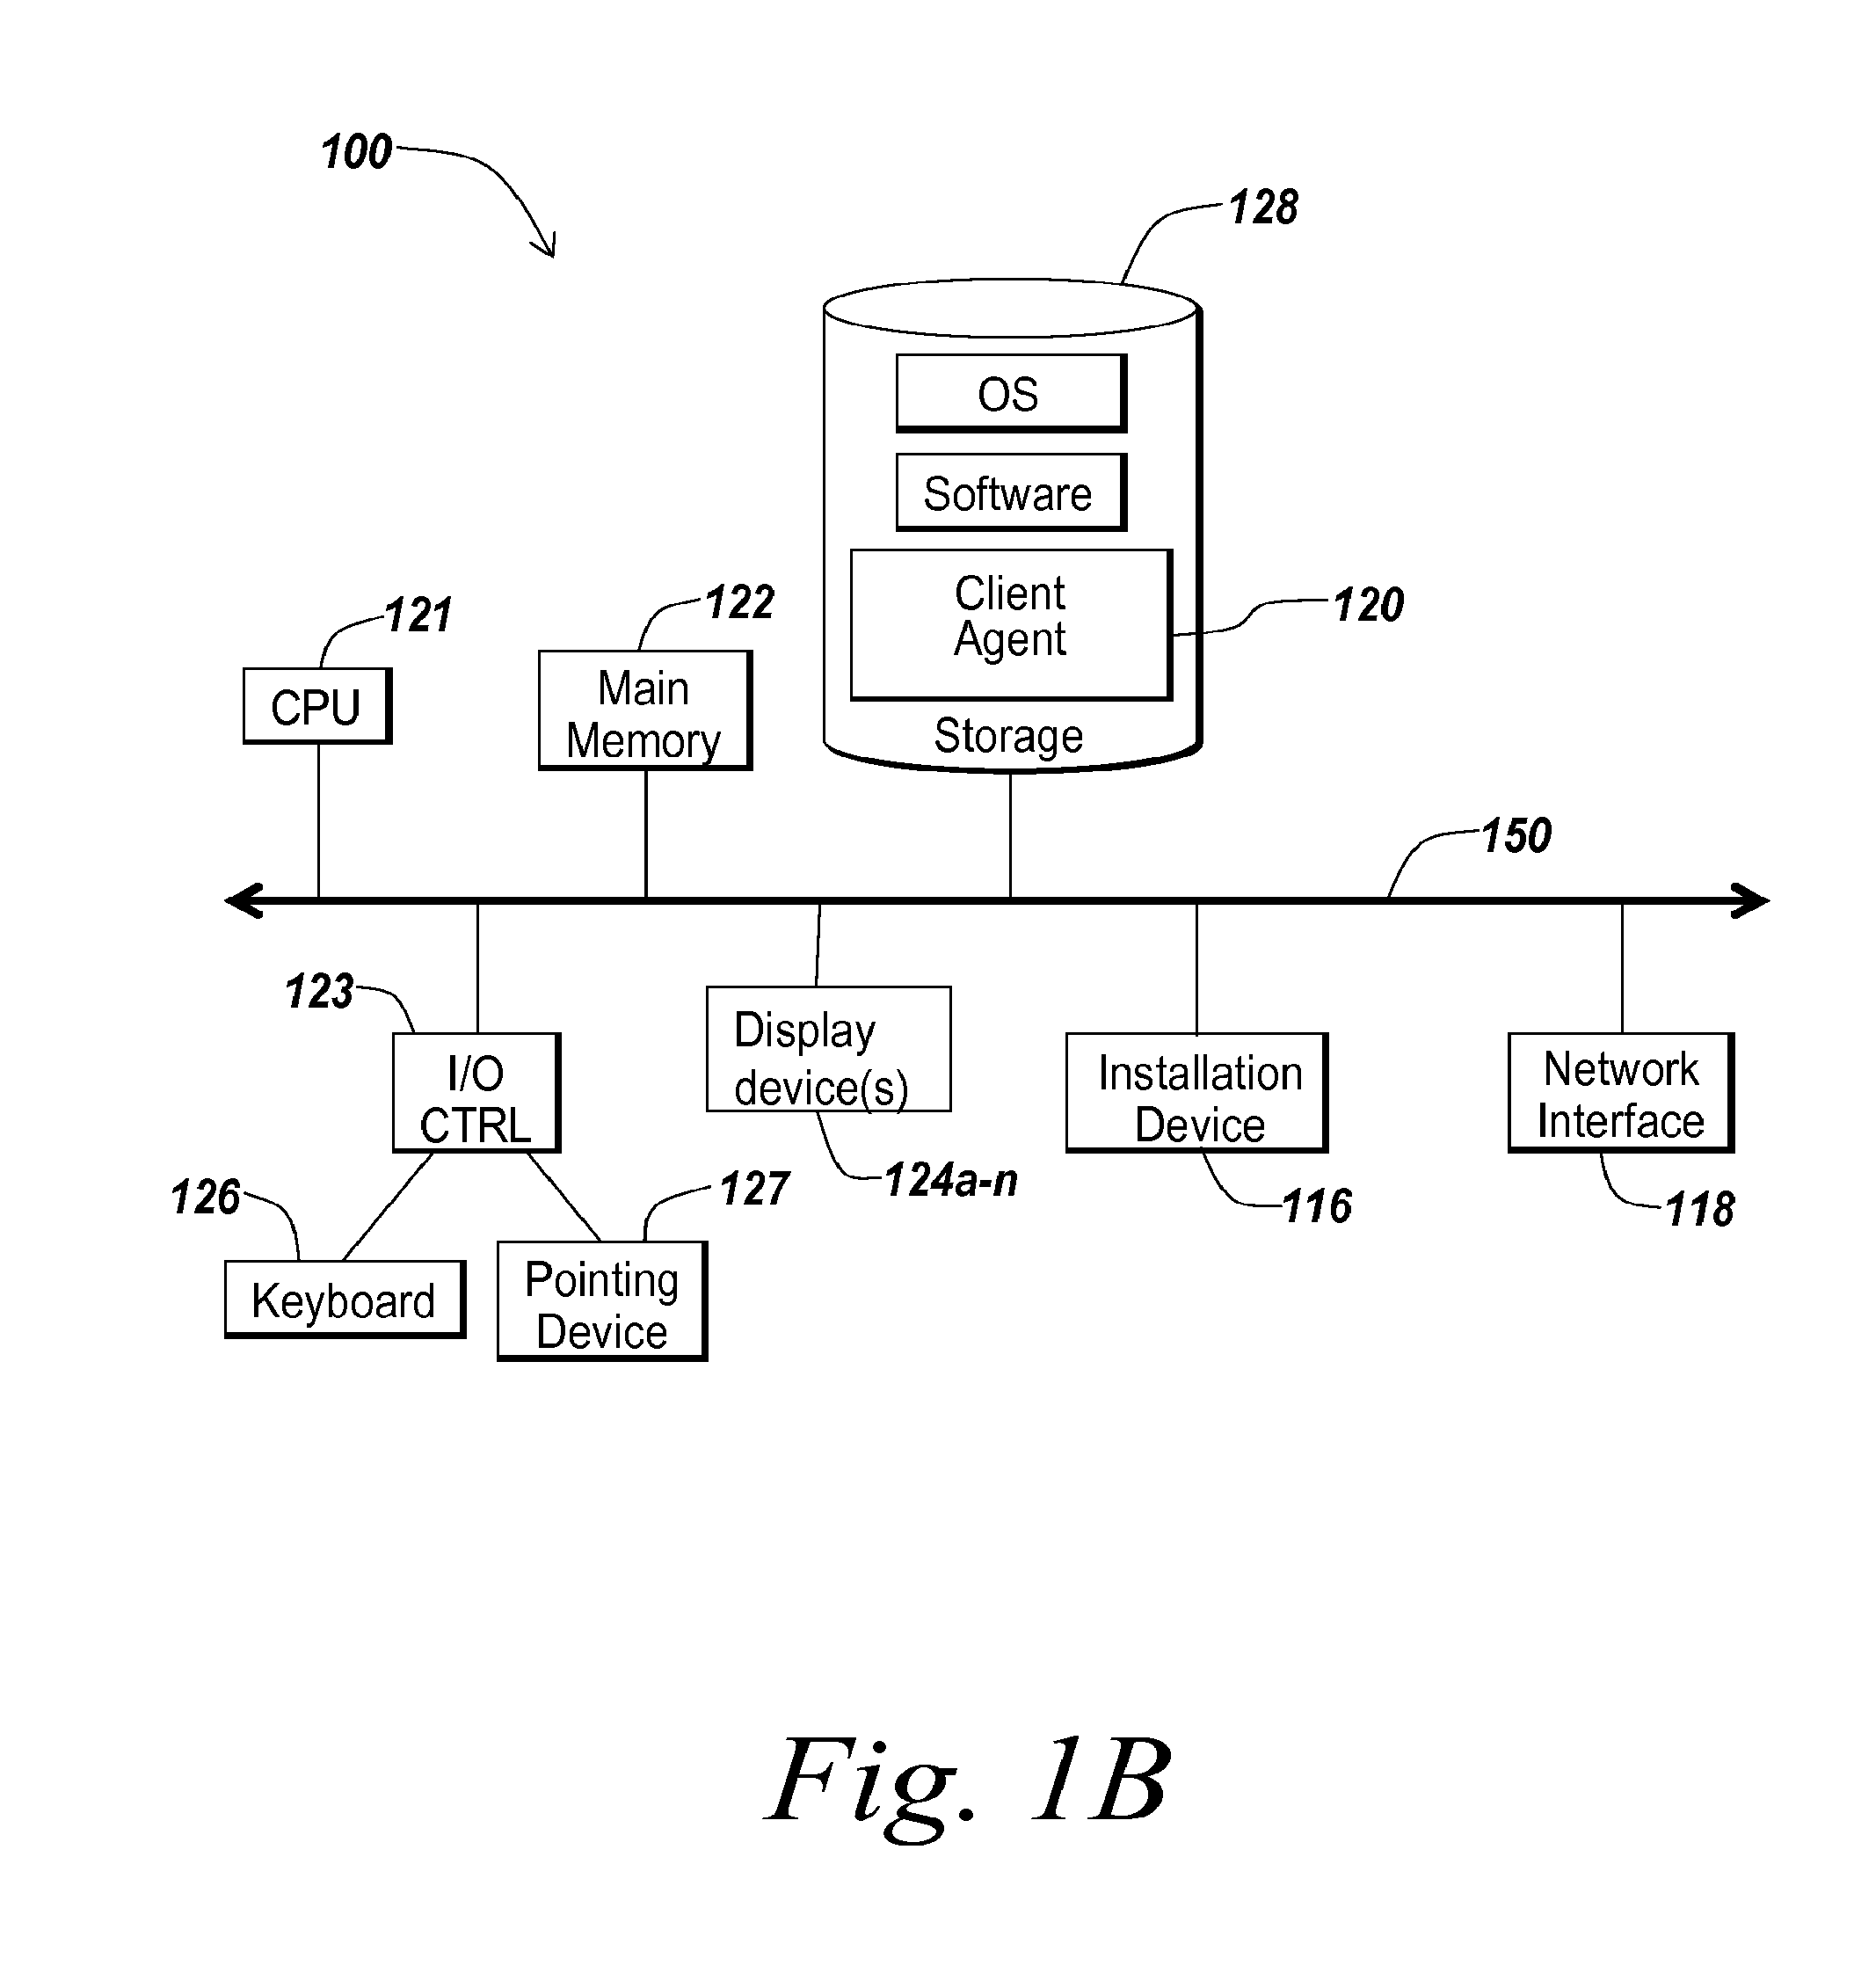 100
128
OS
Software
Client
Agent
120
Storage
121
CPU
122
Main
Memory
150
123
I/O
CTRL
Display
device(s)
124a-n
Installation
Device
116
Network
Interface
118
126
Keyboard
127
Pointing
Device
Fig. 1B